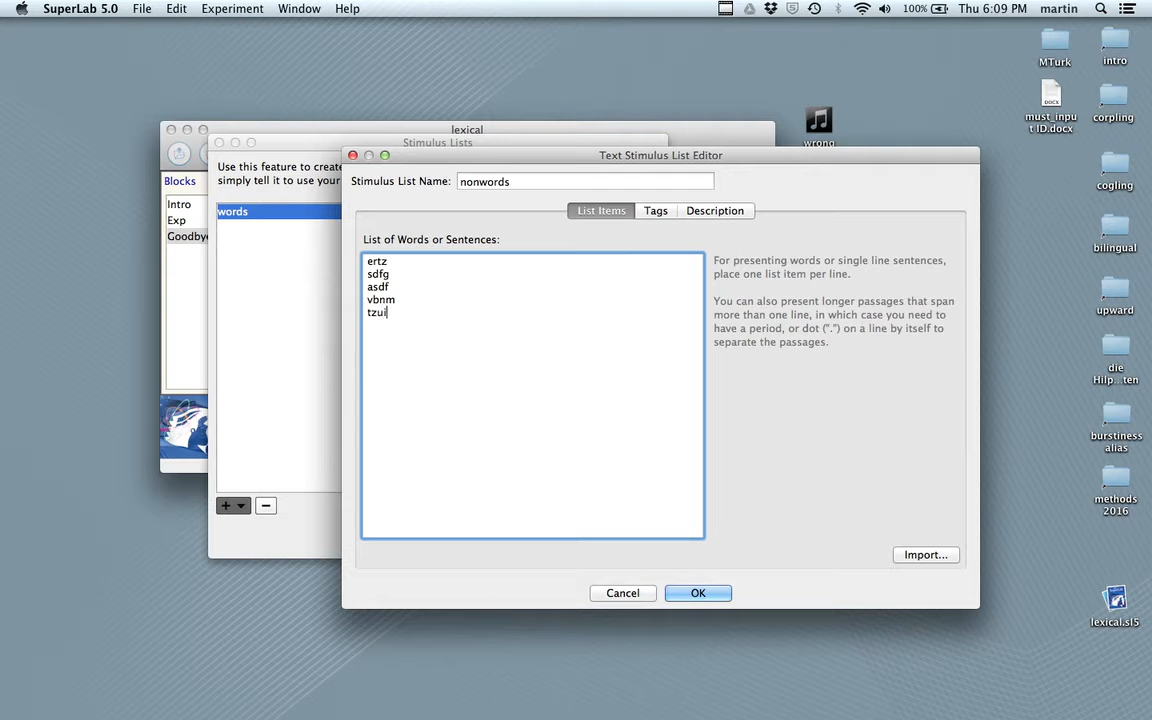 SuperLab 5.0 File Edit Experiment Window Help
100% Thu 6:09 PM martin
MTurk
intro
must_inpu
t ID.docx
corpling
wrong
cogling
bilingual
upward
die
Hilp...ten
burstiness
alias
methods
2016
lexical.sl5
lexical
Blocks
Intro
Exp
Goodbye
Stimulus Lists
Use this feature to create
simply tell it to use your
words
Text Stimulus List Editor
Stimulus List Name: nonwords
List Items Tags Description
List of Words or Sentences:
ertz
sdfg
asdf
vbnm
tzui
For presenting words or single line sentences,
place one list item per line.
You can also present longer passages that span
more than one line, in which case you need to
have a period, or dot (".") on a line by itself to
separate the passages.
Import...
Cancel OK